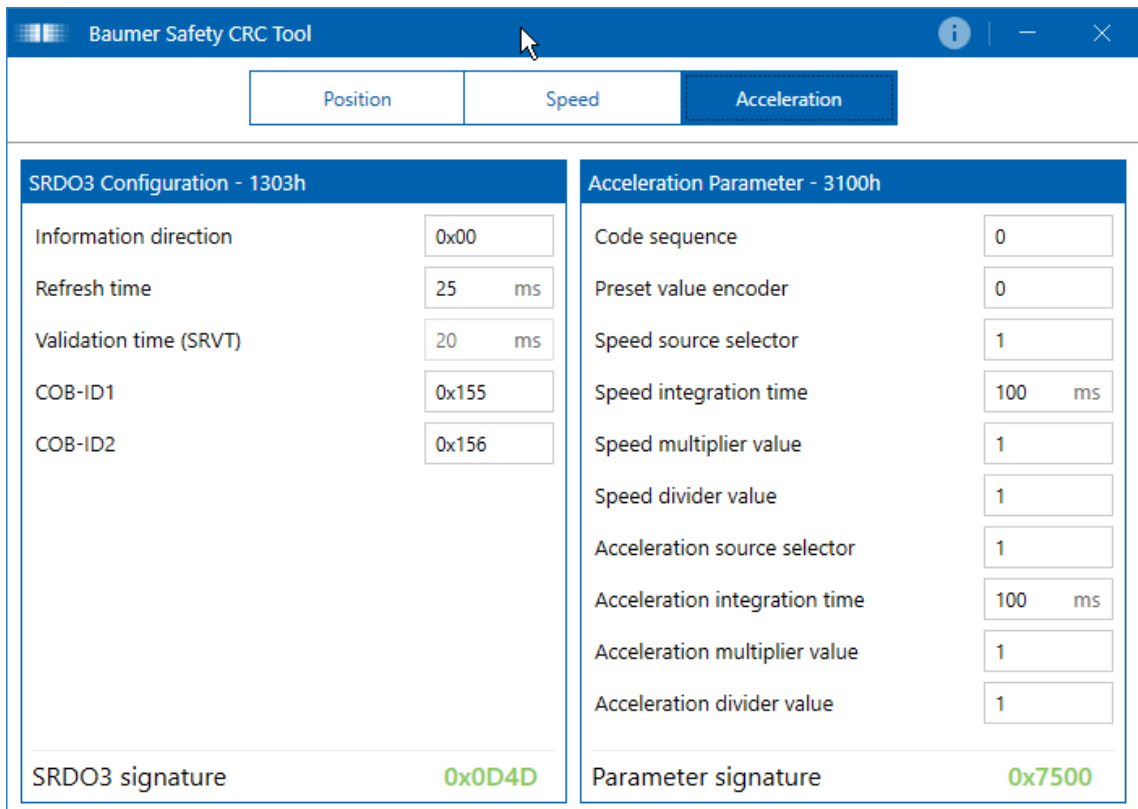 Baumer Safety CRC Tool
Position Speed Acceleration
SRDO3 Configuration - 1303h
Information direction 0x00
Refresh time 25 ms
Validation time (SRVT) 20 ms
COB-ID1 0x155
COB-ID2 0x156
SRDO3 signature 0x0D4D
Acceleration Parameter - 3100h
Code sequence 0
Preset value encoder 0
Speed source selector 1
Speed integration time 100 ms
Speed multiplier value 1
Speed divider value 1
Acceleration source selector 1
Acceleration integration time 100 ms
Acceleration multiplier value 1
Acceleration divider value 1
Parameter signature 0x7500